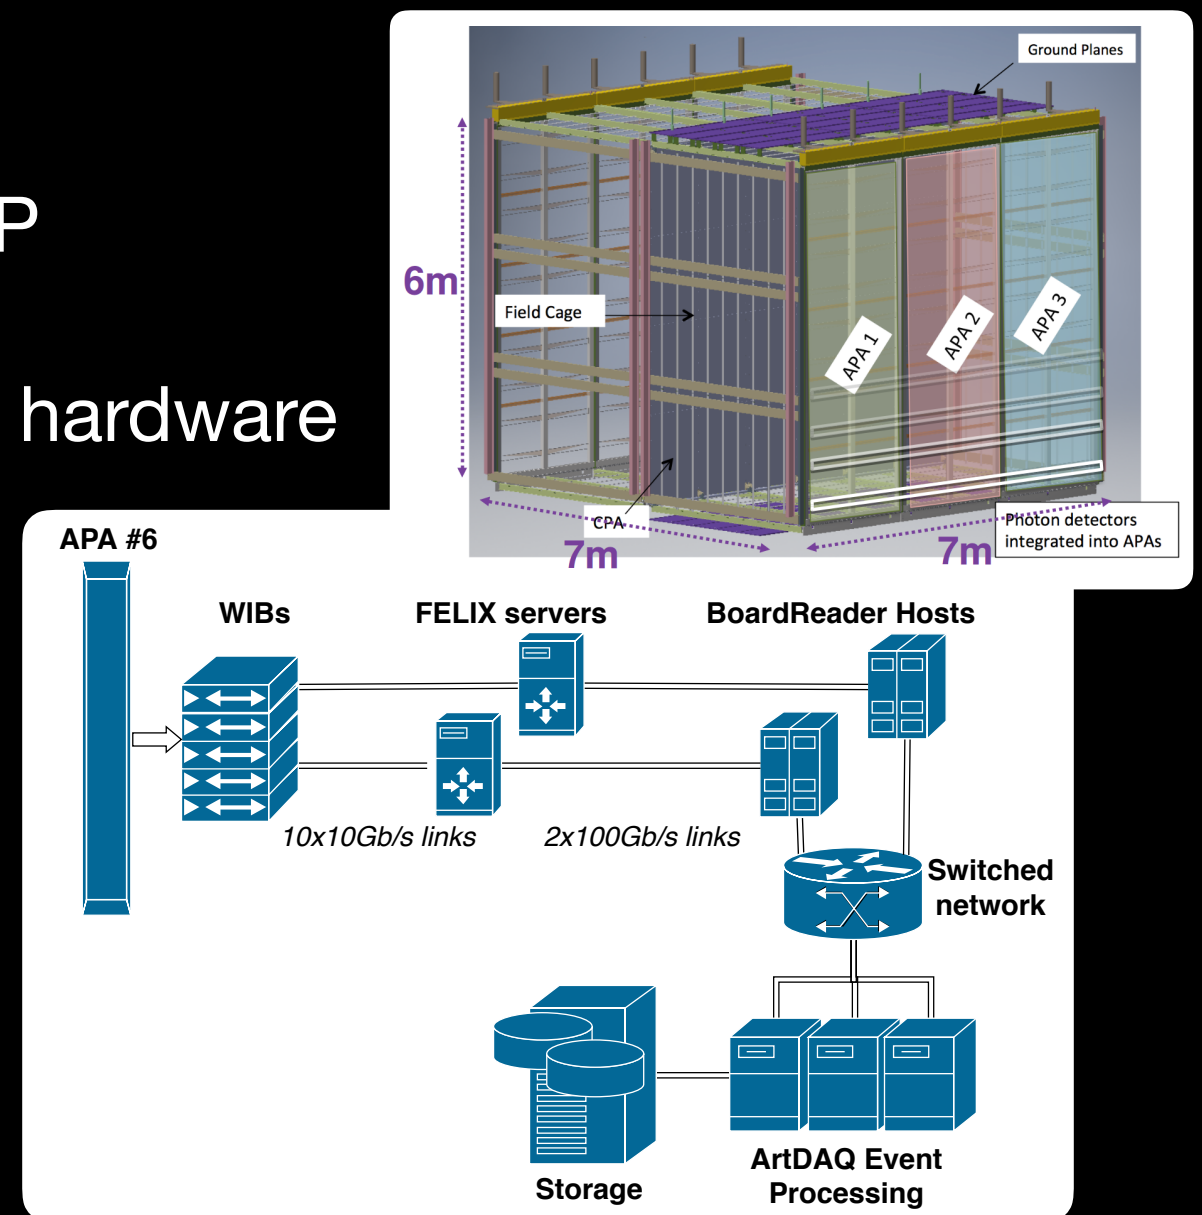 P
hardware
Ground Planes
6m
Field Cage
APA 1
APA 2
APA 3
CPA
7m
7m
Photon detectors
integrated into APAs
APA #6
WIBs
FELIX servers
BoardReader Hosts
10x10Gb/s links
2x100Gb/s links
Switched
network
Storage
ArtDAQ Event
Processing